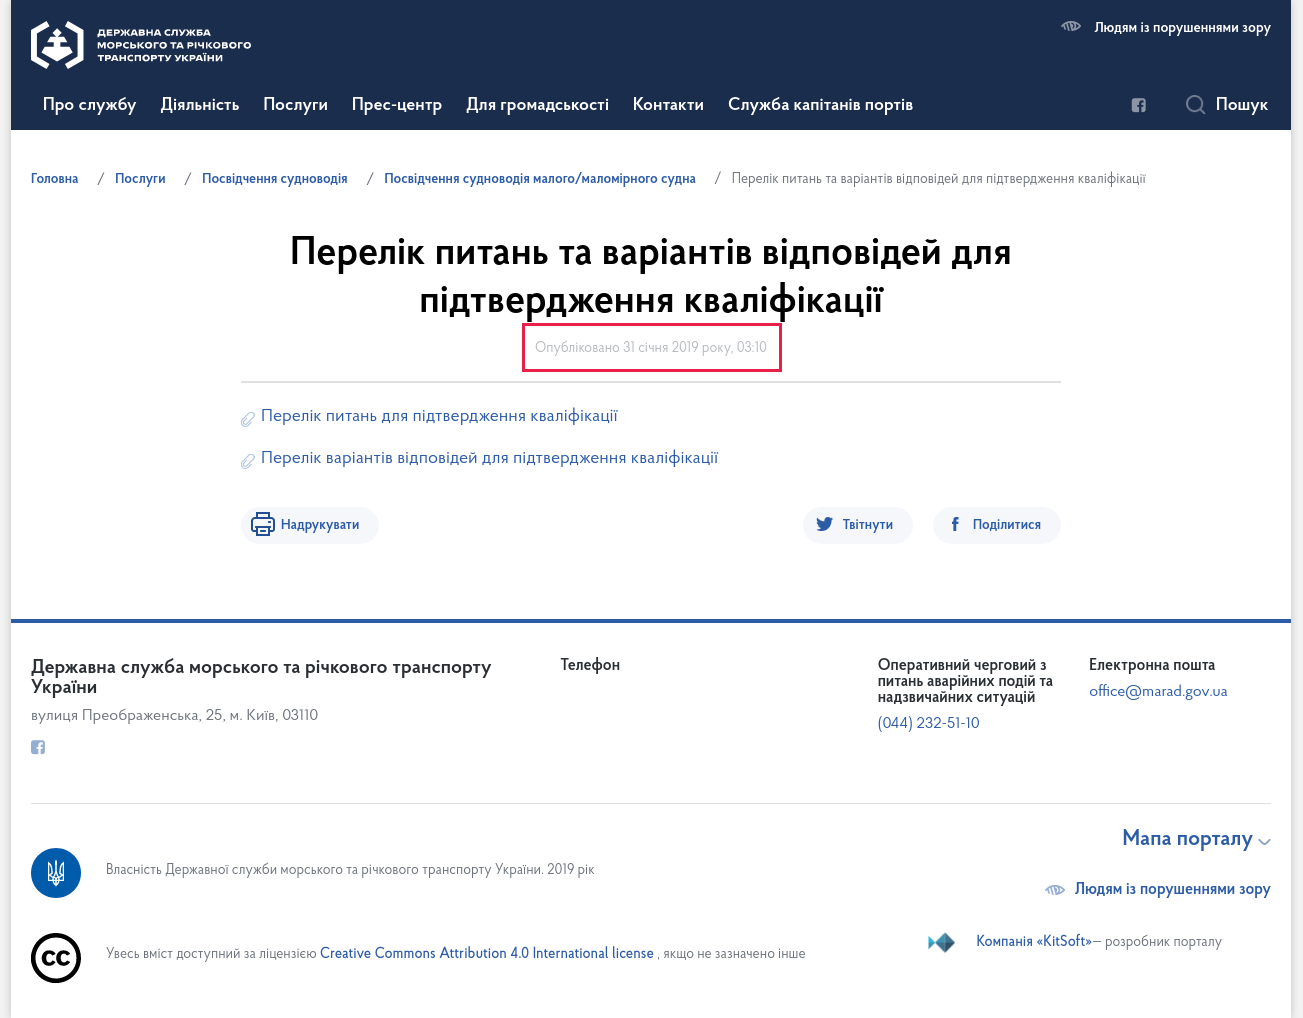 ДЕРЖАВНА СЛУЖБА
МОРСЬКОГО ТА РІЧКОВОГО
ТРАНСПОРТУ УКРАЇНИ
Людям із порушеннями зору
Про службу Діяльність Послуги Прес-центр Для громадськості Контакти Служба капітанів портів Пошук
Головна / Послуги / Посвідчення судноводія / Посвідчення судноводія малого/маломірного судна / Перелік питань та варіантів відповідей для підтвердження кваліфікації
Перелік питань та варіантів відповідей для
підтвердження кваліфікації
Опубліковано 31 січня 2019 року, 03:10
Перелік питань для підтвердження кваліфікації
Перелік варіантів відповідей для підтвердження кваліфікації
Надрукувати Твітнути Поділитися
Державна служба морського та річкового транспорту
України
вулиця Преображенська, 25, м. Київ, 03110
Телефон
Оперативний черговий з
питань аварійних подій та
надзвичайних ситуацій
(044) 232-51-10
Електронна пошта
office@marad.gov.ua
Мапа порталу
Власність Державної служби морського та річкового транспорту України. 2019 рік
Людям із порушеннями зору
cc Увесь вміст доступний за ліцензією Creative Commons Attribution 4.0 International license , якщо не зазначено інше
Компанія «KitSoft»— розробник порталу